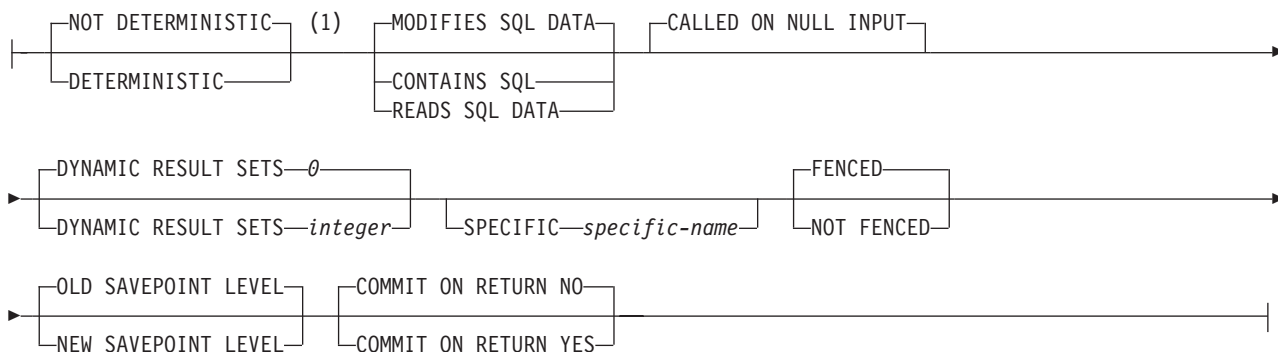 NOT DETERMINISTIC (1) MODIFIES SQL DATA CALLED ON NULL INPUT
DETERMINISTIC CONTAINS SQL
READS SQL DATA
DYNAMIC RESULT SETS 0 FENCED
DYNAMIC RESULT SETS integer SPECIFIC specific-name NOT FENCED
OLD SAVEPOINT LEVEL COMMIT ON RETURN NO
NEW SAVEPOINT LEVEL COMMIT ON RETURN YES